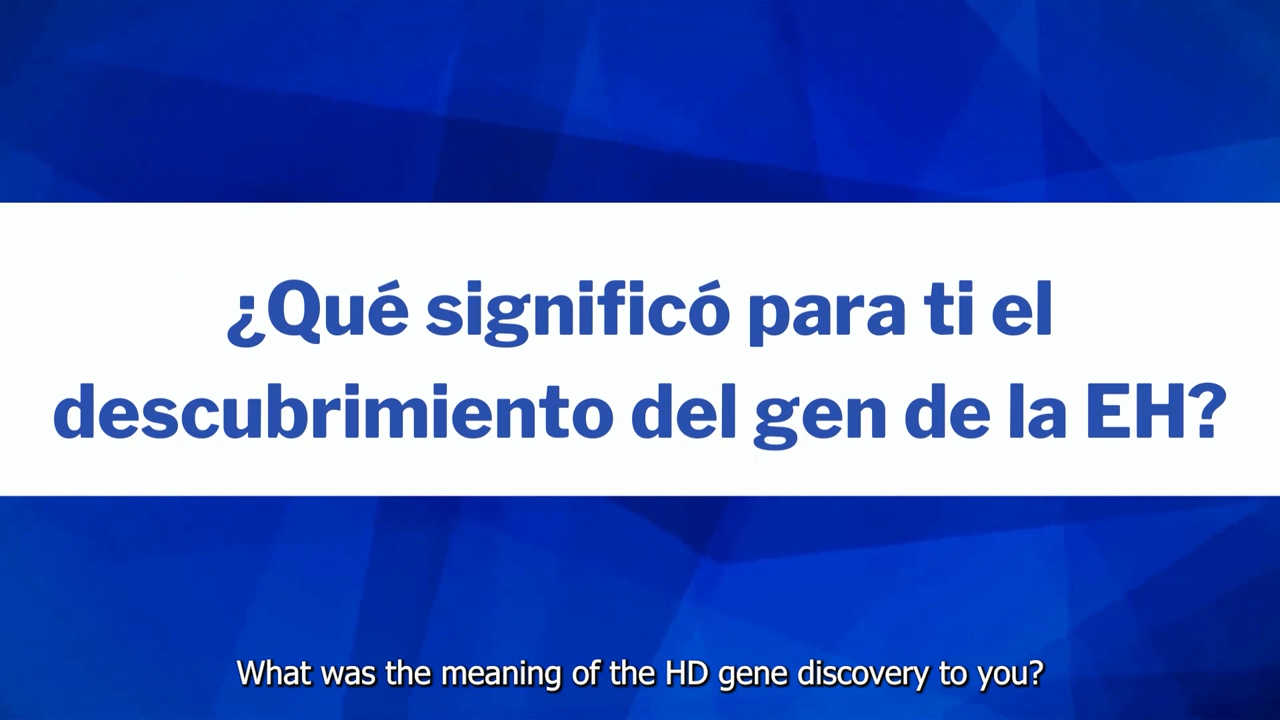 ¿Qué significó para ti el
descubrimiento del gen de la EH?
What was the meaning of the HD gene discovery to you?